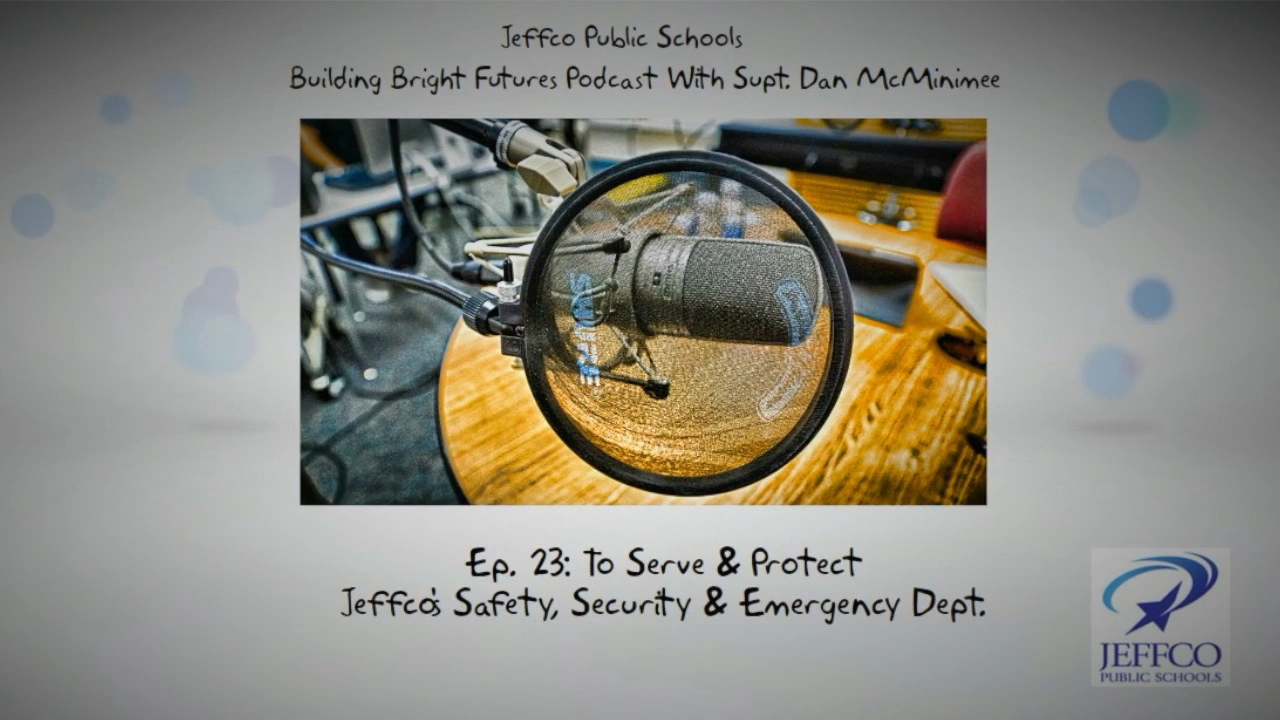 Jeffco Public Schools
Building Bright Futures Podcast With Supt. Dan McMinimee
SHURE
Ep. 23: To Serve & Protect
Jeffco's Safety, Security & Emergency Dept.
JEFFCO
PUBLIC SCHOOLS